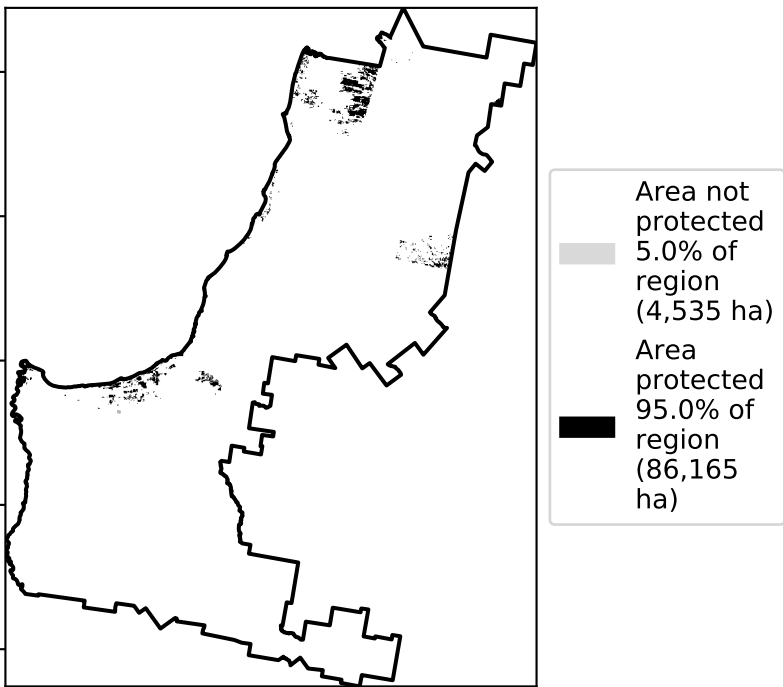 Area not
protected
5.0% of
region
(4,535 ha)
Area
protected
95.0% of
region
(86,165
ha)